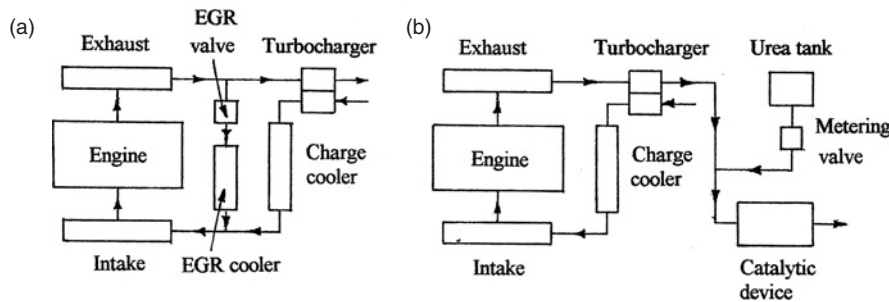 (a)
EGR
valve
Exhaust
Turbocharger
Engine
Charge
cooler
Intake
EGR cooler
(b)
Exhaust
Turbocharger
Urea tank
Engine
Charge
cooler
Metering
valve
Intake
Catalytic
device